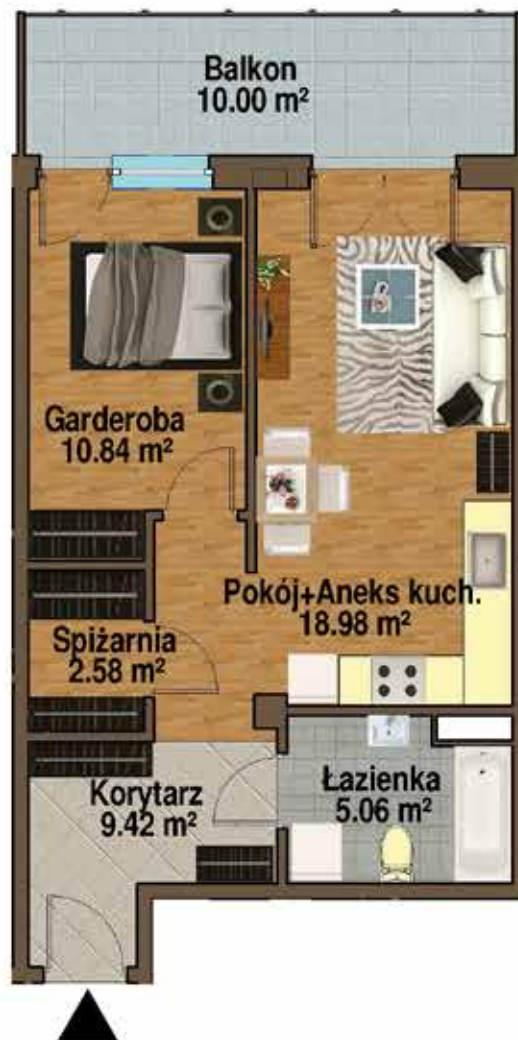 Balkon
10.00 m²
Garderoba
10.84 m²
Pokój+Aneks kuch.
18.98 m²
Spiżarnia
2.58 m²
Korytarz
9.42 m²
Łazienka
5.06 m²